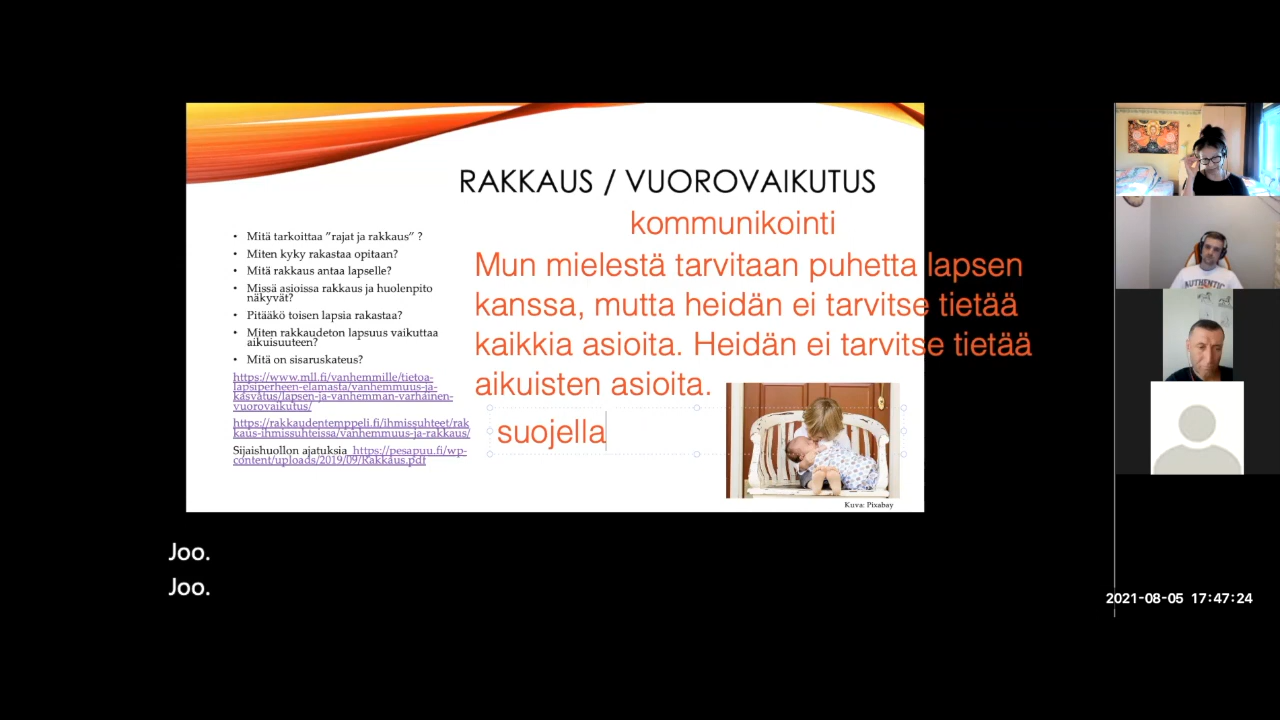 RAKKAUS / VUOROVAIKUTUS
kommunikointi
• Mitä tarkoittaa ”rajat ja rakkaus” ?
• Miten kyky rakastaa opitaan?
• Mitä rakkaus antaa lapselle?
• Missä asioissa rakkaus ja huolenpito
näkyvät?
• Pitääkö toisen lapsia rakastaa?
• Miten rakkaudeton lapsuus vaikuttaa
aikuisuuteen?
• Mitä on sisaruskateus?
https://www.mll.fi/vanhemmille/tietoa-
lapsiperheen-elamasta/vanhemmuus-ja-
kasvatus/lapsen-ja-vanhemman-varhainen-
vuorovaikutus/
https://rakkaudentemppeli.fi/ihmissuhteet/rak
kaus-ihmissuhteissa/vanhemmuus-ja-rakkaus/
Sijaishuollon ajatuksia https://pesapuu.fi/wp-
content/uploads/2019/09/Rakkaus.pdf
Mun mielestä tarvitaan puhetta lapsen
kanssa, mutta heidän ei tarvitse tietää
kaikkia asioita. Heidän ei tarvitse tietää
aikuisten asioita.
suojella
Kuva: Pixabay
AUTHENTIC
Joo.
Joo.
2021-08-05 17:47:24